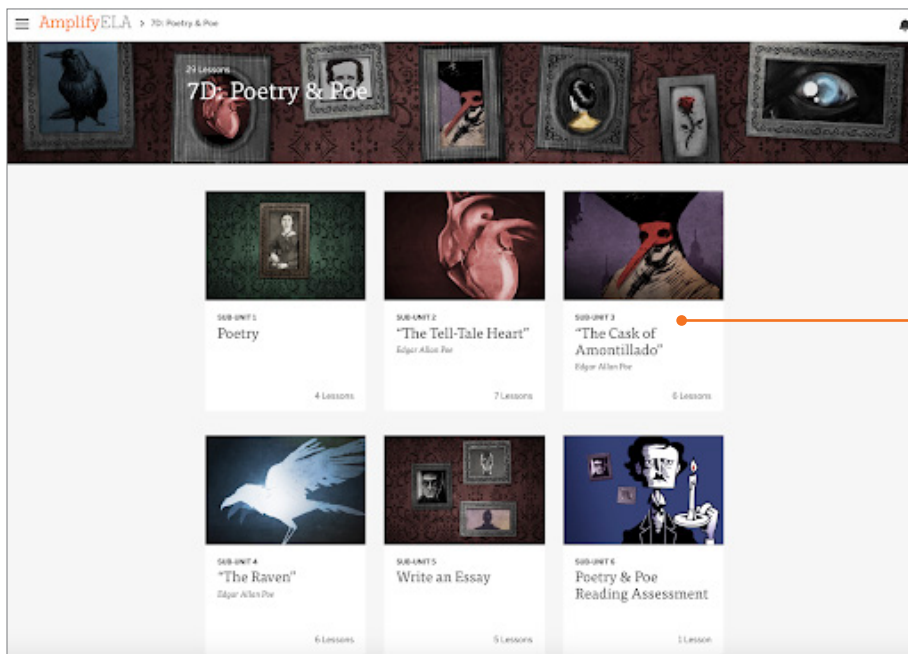 AmplifyELA > 7D: Poetry & Poe
29 Lessons
7D: Poetry & Poe
SUB-UNIT 1
Poetry
4 Lessons
SUB-UNIT 2
“The Tell-Tale Heart”
Edgar Allan Poe
7 Lessons
SUB-UNIT 3
“The Cask of
Amontillado”
Edgar Allan Poe
6 Lessons
SUB-UNIT 4
“The Raven”
Edgar Allan Poe
6 Lessons
SUB-UNIT 5
Write an Essay
5 Lessons
SUB-UNIT 6
Poetry & Poe
Reading Assessment
1 Lesson